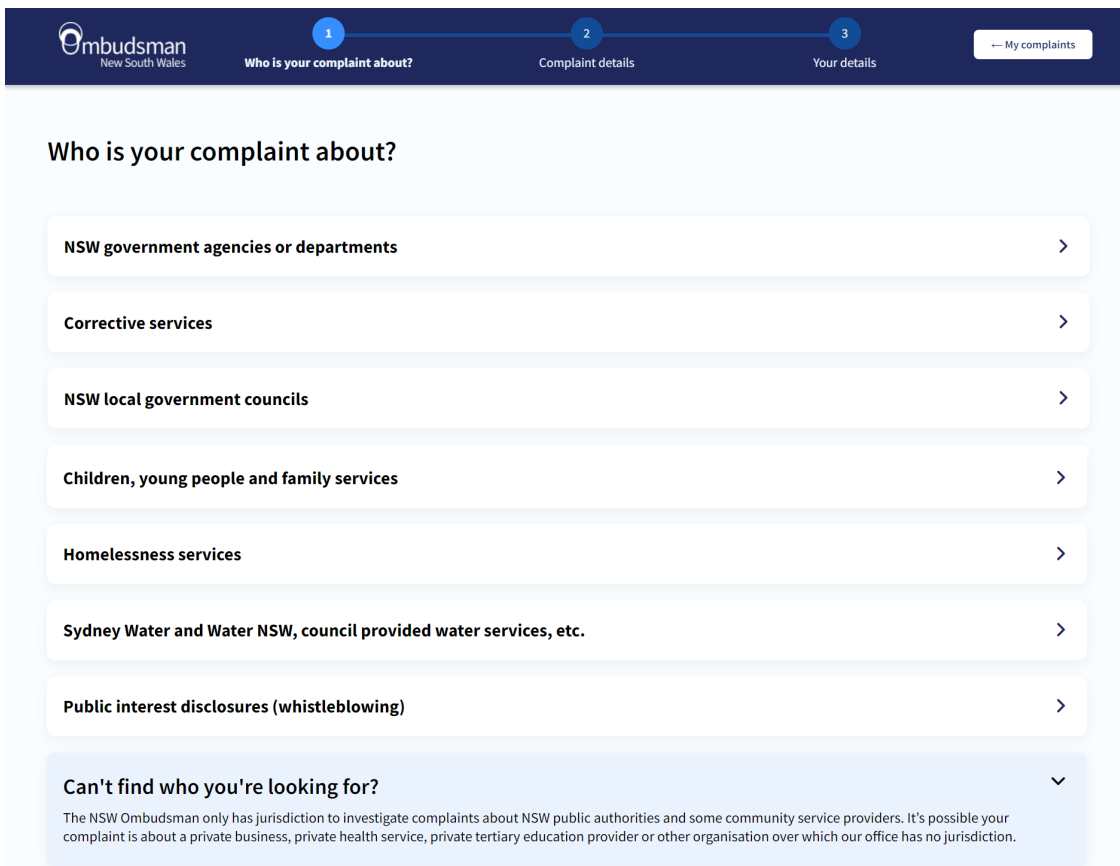 Ombudsman
New South Wales
1
Who is your complaint about?
2
Complaint details
3
Your details
← My complaints
Who is your complaint about?
NSW government agencies or departments
Corrective services
NSW local government councils
Children, young people and family services
Homelessness services
Sydney Water and Water NSW, council provided water services, etc.
Public interest disclosures (whistleblowing)
Can't find who you're looking for?
The NSW Ombudsman only has jurisdiction to investigate complaints about NSW public authorities and some community service providers. It’s possible your
complaint is about a private business, private health service, private tertiary education provider or other organisation over which our office has no jurisdiction.